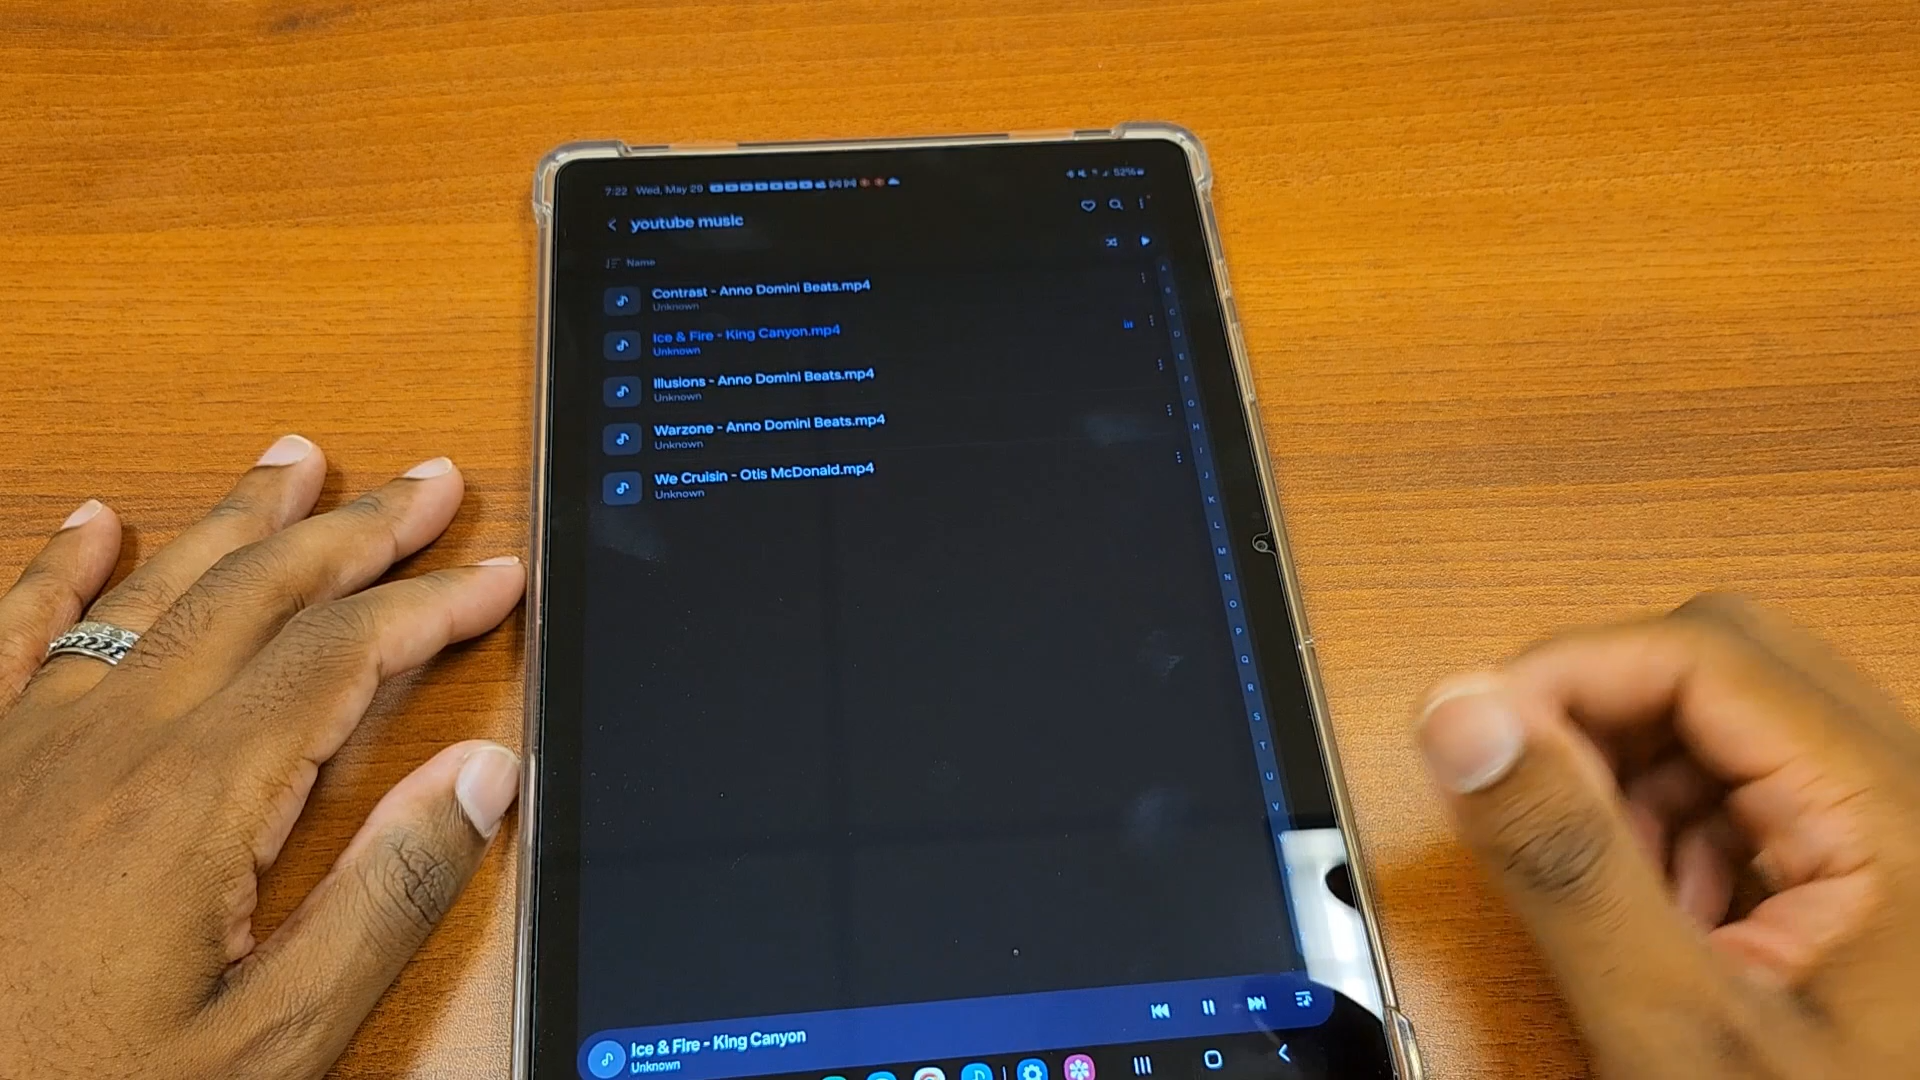 7:22 Wed, May 29
52%
youtube music
Name
Contrast - Anno Domini Beats.mp4
Unknown
Ice & Fire - King Canyon.mp4
Unknown
Illusions - Anno Domini Beats.mp4
Unknown
Warzone - Anno Domini Beats.mp4
Unknown
We Cruisin - Otis McDonald.mp4
Unknown
A
B
C
D
E
F
G
H
I
J
K
L
M
N
O
P
Q
R
S
T
U
V
W
X
Ice & Fire - King Canyon
Unknown